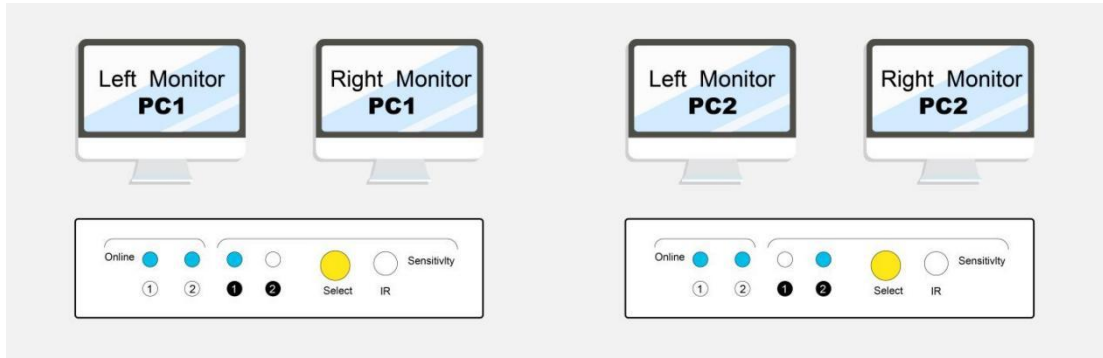 Left Monitor
PC1
Right Monitor
PC1
Left Monitor
PC2
Right Monitor
PC2
Online
Sensitivity
1 2 1 2
Select IR
Online
Sensitivity
1 2 1 2
Select IR